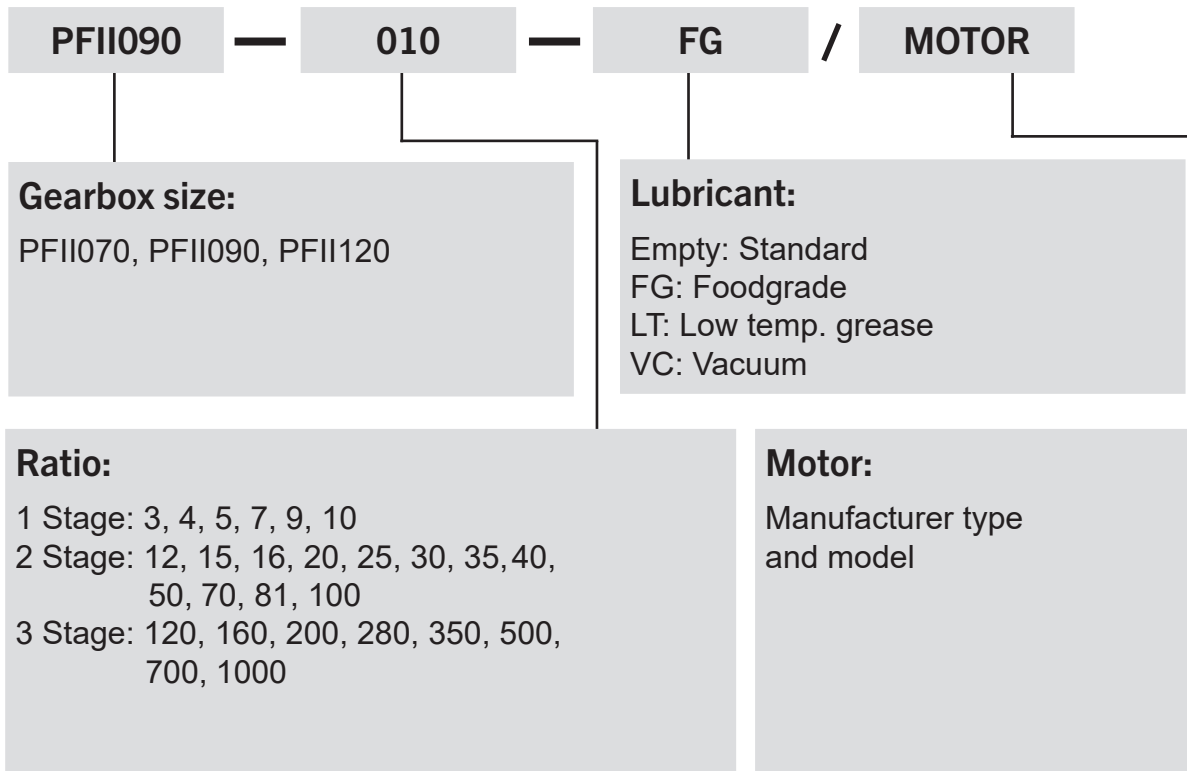 PFII090 — 010 — FG / MOTOR
Gearbox size:
PFII070, PFII090, PFII120
Lubricant:
Empty: Standard
FG: Foodgrade
LT: Low temp. grease
VC: Vacuum
Ratio:
1 Stage: 3, 4, 5, 7, 9, 10
2 Stage: 12, 15, 16, 20, 25, 30, 35, 40,
50, 70, 81, 100
3 Stage: 120, 160, 200, 280, 350, 500,
700, 1000
Motor:
Manufacturer type
and model